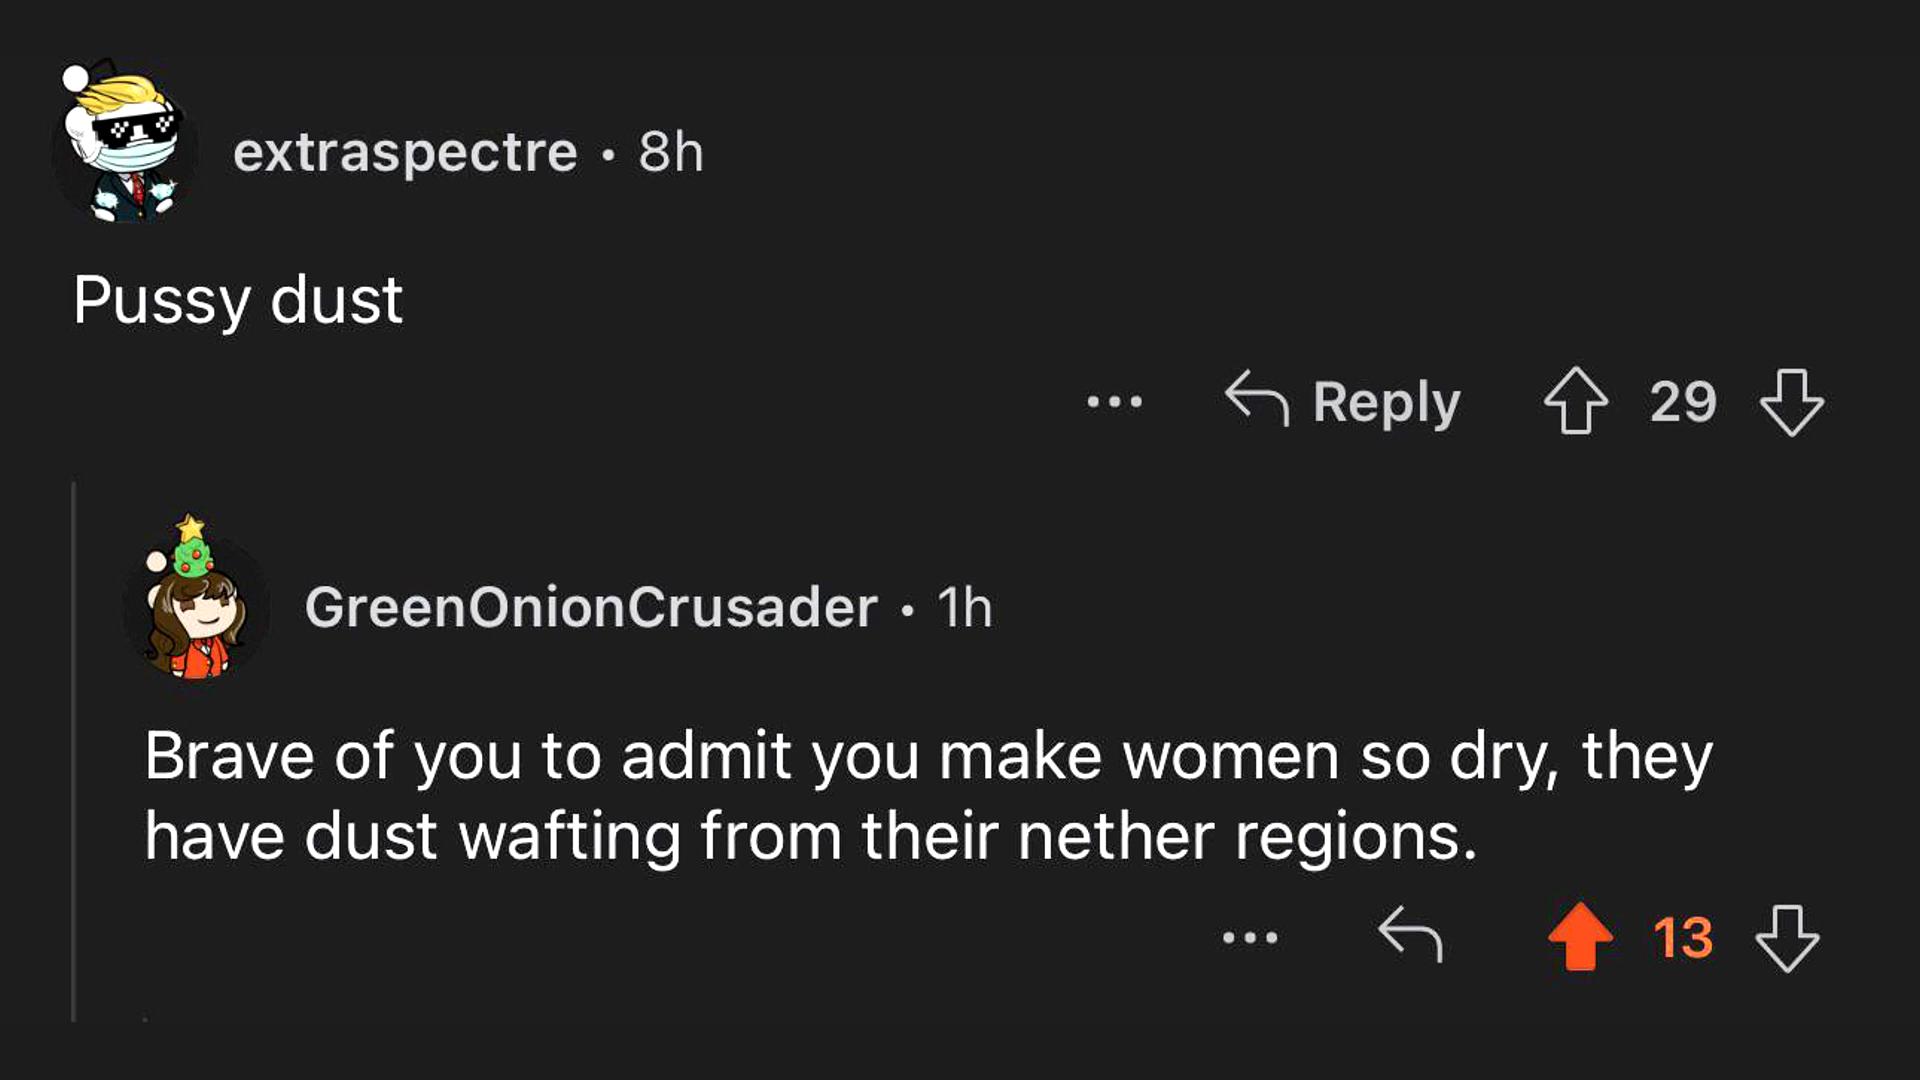 extraspectre · 8h
Pussy dust
... Reply 29
GreenOnionCrusader · 1h
Brave of you to admit you make women so dry, they
have dust wafting from their nether regions.
... 13